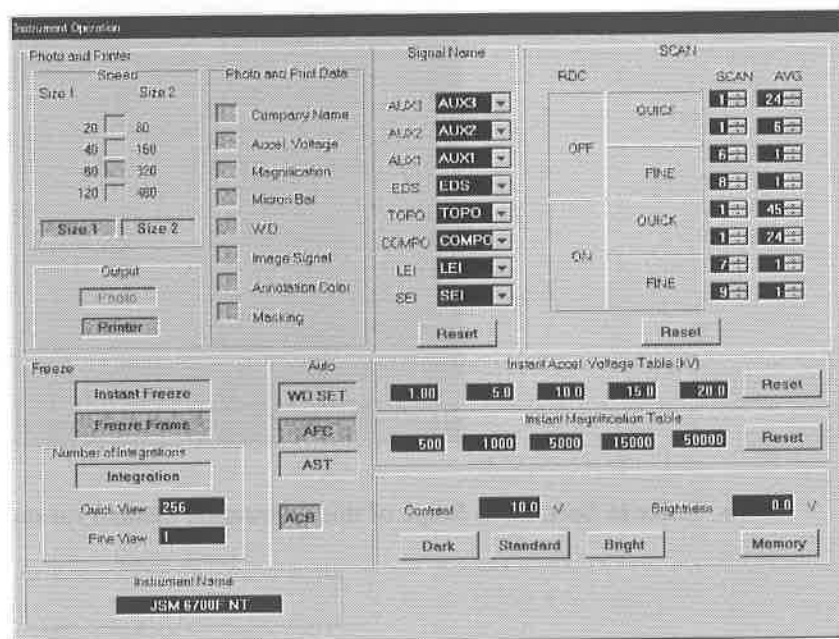 Instrument Operation
Photo and Printer
Speed
Size 1 Size 2
20 80
40 160
80 320
120 480
Size 1 Size 2
Output
Photo
Printer
Photo and Print Data
Company Name
Accel. Voltage
Magnification
Micron Bar
W.D
Image Signal
Annotation Color
Masking
Signal Name
AUX3 AUX3
AUX2 AUX2
AUX1 AUX1
EDS EDS
TOPO TOPO
COMPO COMPO
LEI LEI
SEI SEI
Reset
SCAN
RDC SCAN AVG
OFF
QUICK
1 24
1 6
FINE
6 1
8 1
ON
QUICK
1 45
1 24
FINE
7 1
9 1
Reset
Freeze
Instant Freeze
Freeze Frame
Number of integrations
Integration
Quick View 256
Fine View 1
Auto
WD SET
AFC
AST
ACB
Instant Accel. Voltage Table (kV)
1.00 5.0 10.0 15.0 20.0 Reset
Instant Magnification Table
500 1000 5000 15000 50000 Reset
Contrast 10.0 V Brightness 0.0 V
Dark Standard Bright Memory
Instrument Name
JSM 6700F NT